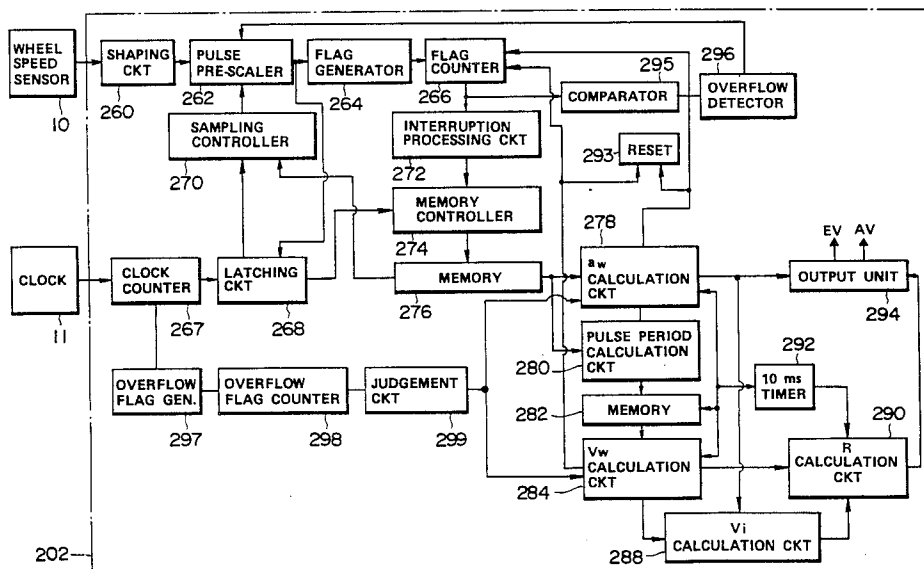 WHEEL
SPEED
SENSOR
10
SHAPING
CKT
260
PULSE
PRE-SCALER
262
FLAG
GENERATOR
264
FLAG
COUNTER
266
295
COMPARATOR
296
OVERFLOW
DETECTOR
SAMPLING
CONTROLLER
270
INTERRUPTION
PROCESSING CKT
272
293
RESET
MEMORY
CONTROLLER
274
278
EV AV
CLOCK
11
CLOCK
COUNTER
267
LATCHING
CKT
268
MEMORY
276
aw
CALCULATION
CKT
OUTPUT UNIT
294
PULSE PERIOD
CALCULATION
CKT
280
292
10 ms
TIMER
OVERFLOW
FLAG GEN.
297
OVERFLOW
FLAG COUNTER
298
JUDGEMENT
CKT
299
282
MEMORY
290
Vw
CALCULATION
CKT
284
R
CALCULATION
CKT
Vi
CALCULATION CKT
288
202